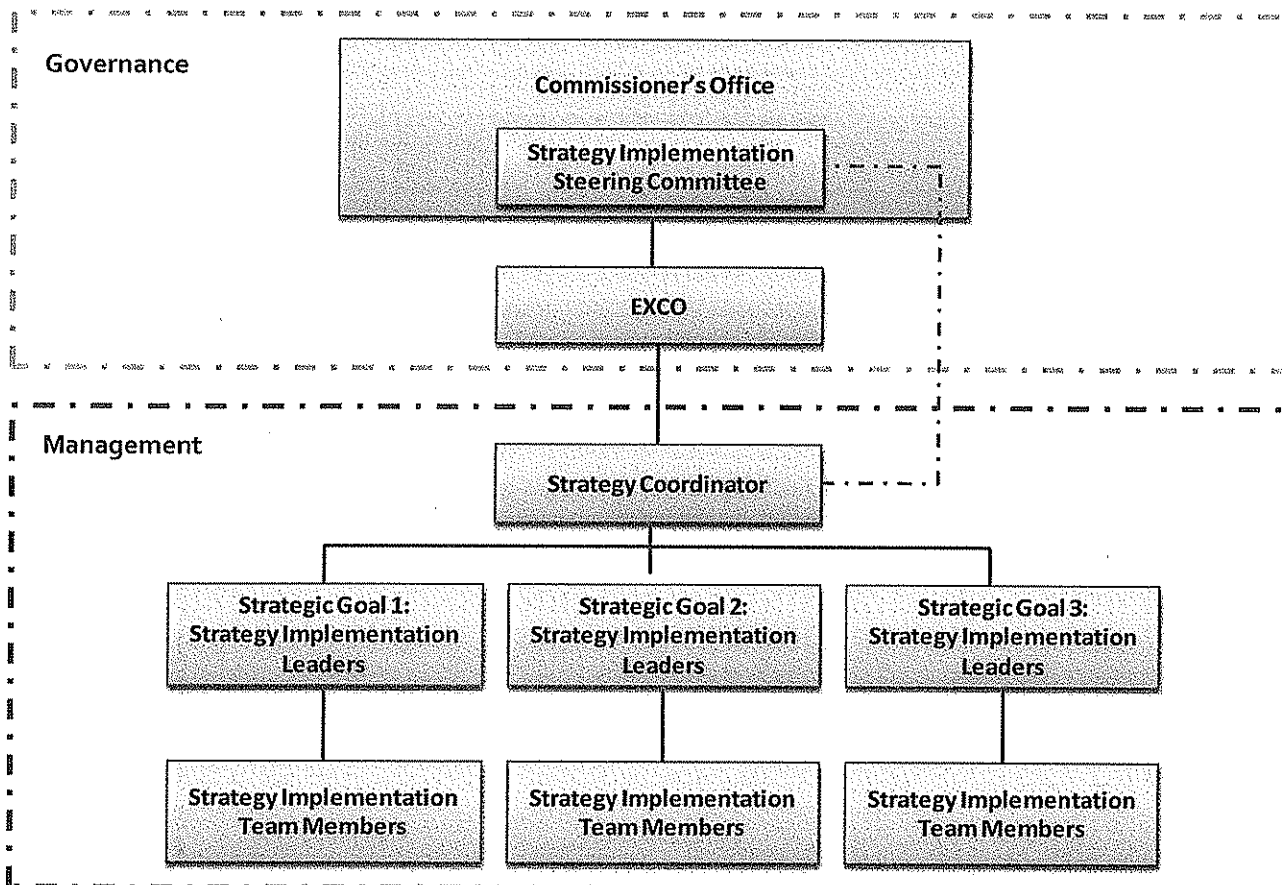 Governance
Commissioner's Office
Strategy Implementation
Steering Committee
EXCO
Management
Strategy Coordinator
Strategic Goal 1:
Strategy Implementation
Leaders
Strategic Goal 2:
Strategy Implementation
Leaders
Strategic Goal 3:
Strategy Implementation
Leaders
Strategy Implementation
Team Members
Strategy Implementation
Team Members
Strategy Implementation
Team Members